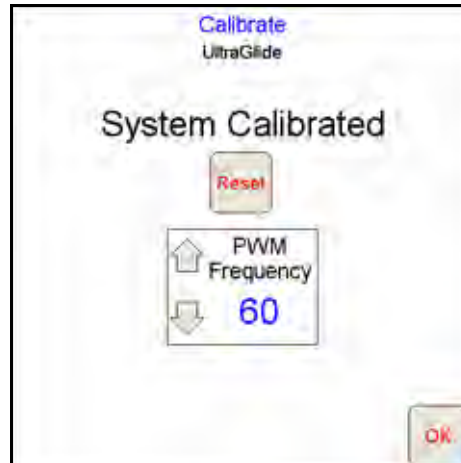 Calibrate
UltraGlide
System Calibrated
Reset
PWM
Frequency
60
OK